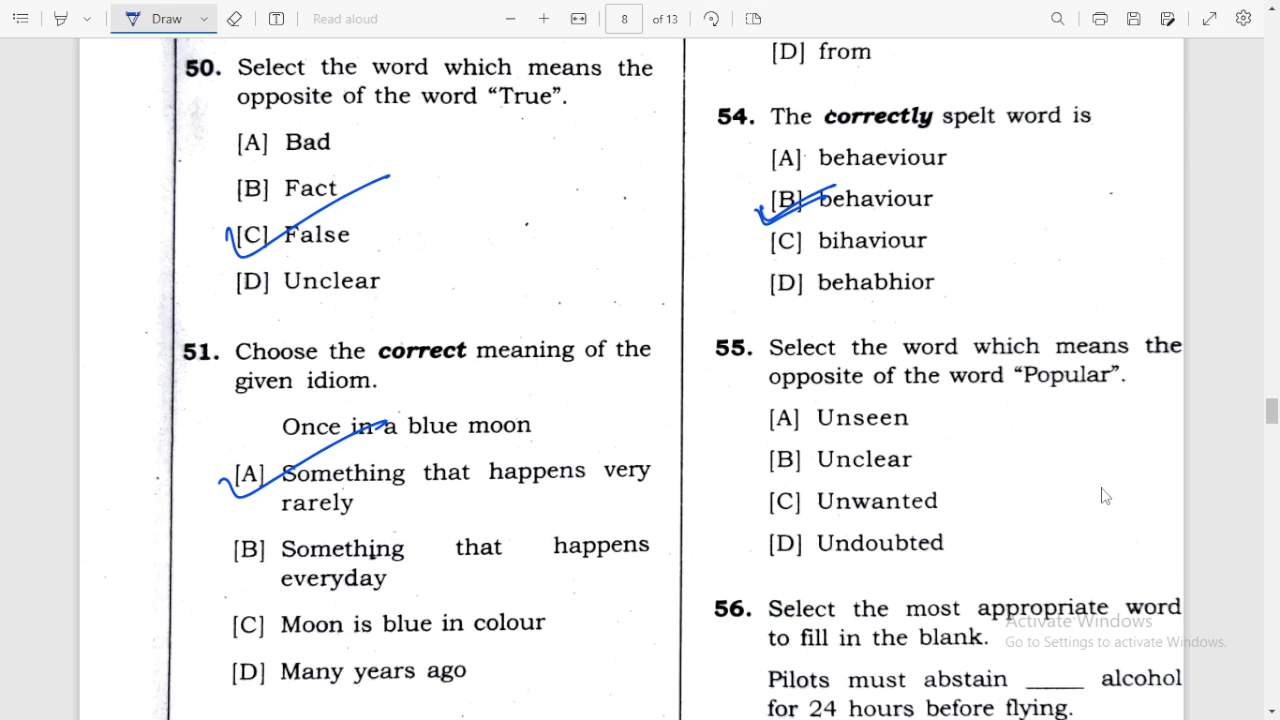 Draw
Read aloud
8
of 13
50. Select the word which means the
opposite of the word “True”.
[A] Bad
[B] Fact
[C] False
[D] Unclear
51. Choose the correct meaning of the
given idiom.
Once in a blue moon
[A] Something that happens very
rarely
[B] Something that happens
everyday
[C] Moon is blue in colour
[D] Many years ago
[D] from
54. The correctly spelt word is
[A] behaeviour
[B] behaviour
[C] bihaviour
[D] behabhior
55. Select the word which means the
opposite of the word “Popular”.
[A] Unseen
[B] Unclear
[C] Unwanted
[D] Undoubted
56. Select the most appropriate word
to fill in the blank.
Pilots must abstain _____ alcohol
for 24 hours before flying.
Activate Windows
Go to Settings to activate Windows.